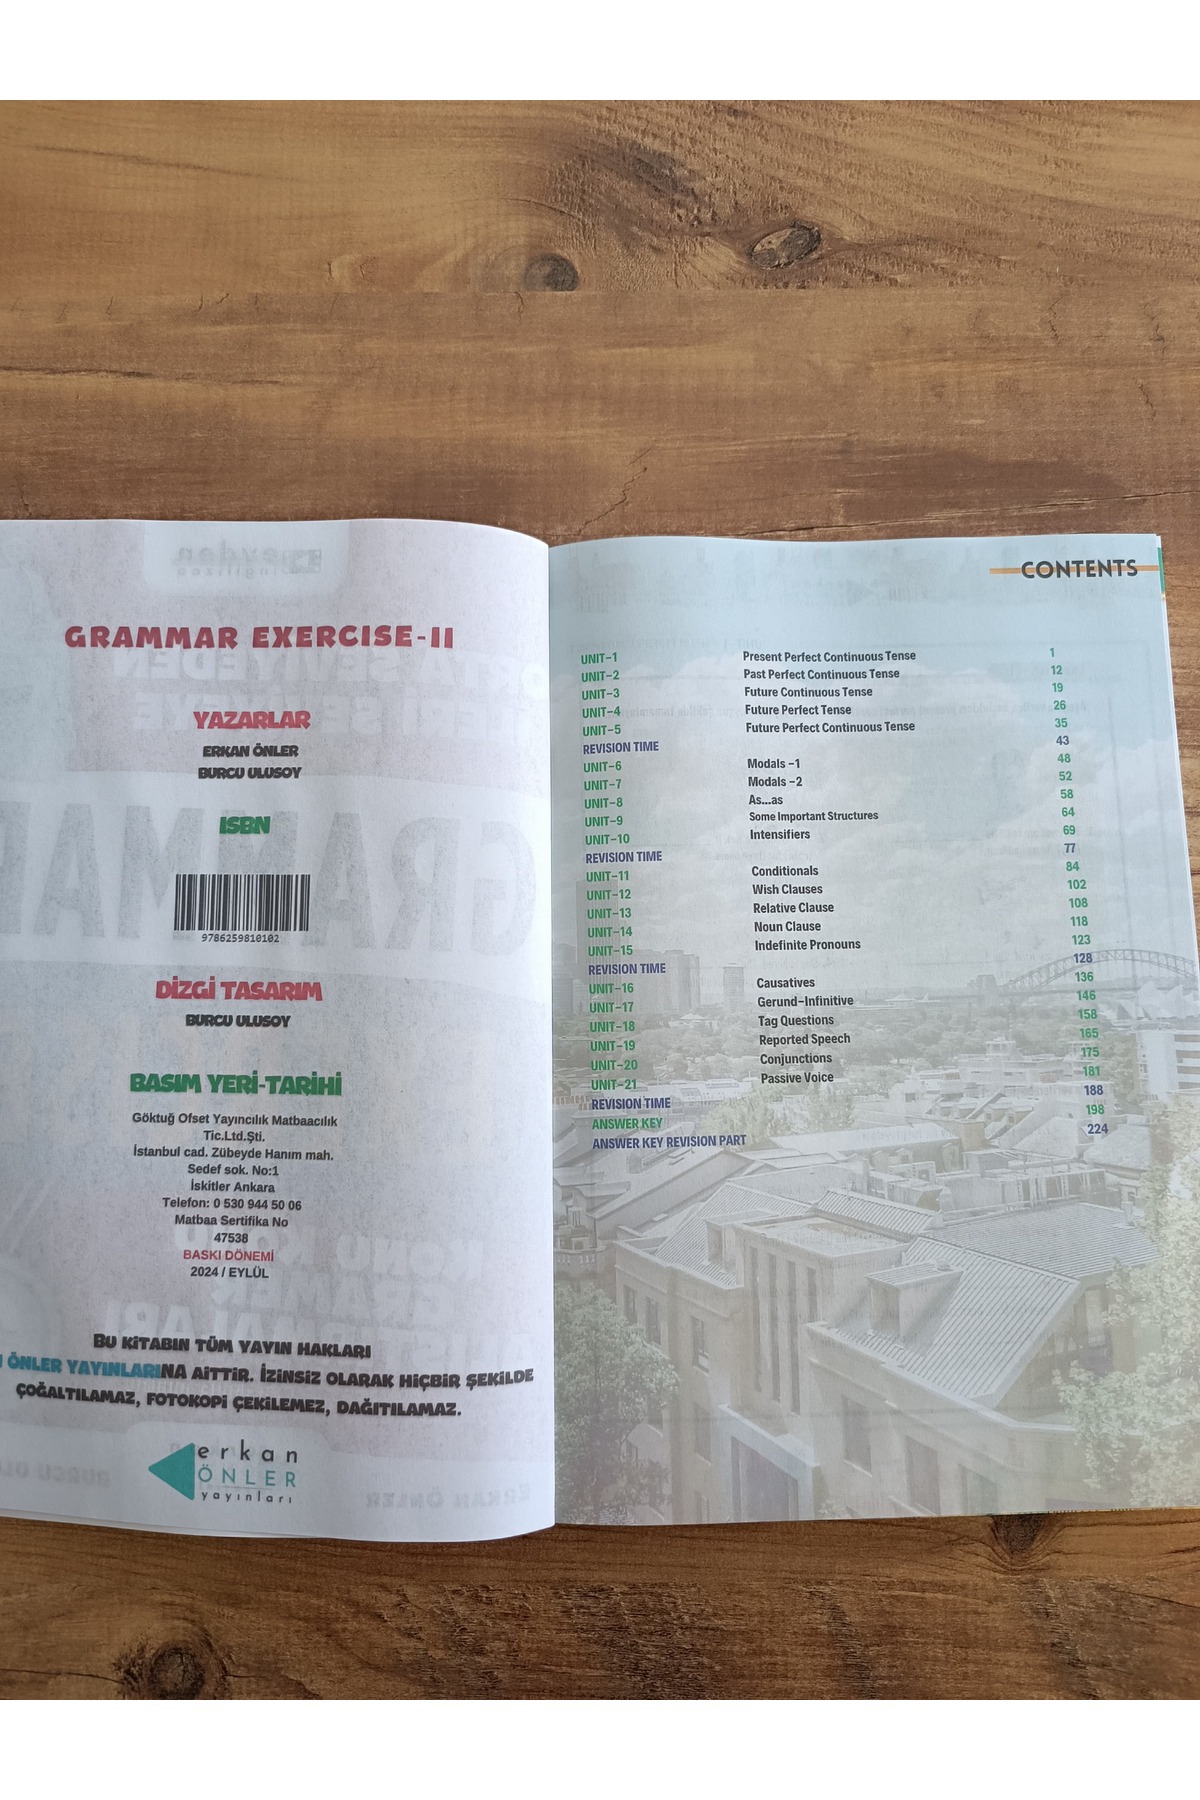 GRAMMAR EXERCISE-II
YAZARLAR
ERKAN ÖNLER
BURCU ULUSOY
ISBN
9786259810102
DİZGİ TASARIM
BURCU ULUSOY
BASIM YERİ-TARİHİ
Göktuğ Ofset Yayıncılık Matbaacılık
Tic.Ltd.Şti.
İstanbul cad. Zübeyde Hanım mah.
Sedef sok. No:1
İskitler Ankara
Telefon: 0 530 944 50 06
Matbaa Sertifika No
47538
BASKI DÖNEMİ
2024 / EYLÜL
BU KİTABIN TÜM YAYIN HAKLARI
ÖNLER YAYINLARINA AİTTİR. İZİNSİZ OLARAK HİÇBİR ŞEKİLDE
ÇOĞALTILAMAZ, FOTOKOPİ ÇEKİLEMEZ, DAĞITILAMAZ.
erkan
ÖNLER
yayınları
CONTENTS
UNIT-1 Present Perfect Continuous Tense 1
UNIT-2 Past Perfect Continuous Tense 12
UNIT-3 Future Continuous Tense 19
UNIT-4 Future Perfect Tense 26
UNIT-5 Future Perfect Continuous Tense 35
REVISION TIME 43
UNIT-6 Modals -1 48
UNIT-7 Modals -2 52
UNIT-8 As...as 58
UNIT-9 Some Important Structures 64
UNIT-10 Intensifiers 69
REVISION TIME 77
UNIT-11 Conditionals 84
UNIT-12 Wish Clauses 102
UNIT-13 Relative Clause 108
UNIT-14 Noun Clause 118
UNIT-15 Indefinite Pronouns 123
REVISION TIME 128
UNIT-16 Causatives 136
UNIT-17 Gerund-Infinitive 146
UNIT-18 Tag Questions 158
UNIT-19 Reported Speech 165
UNIT-20 Conjunctions 175
UNIT-21 Passive Voice 181
REVISION TIME 188
ANSWER KEY 198
ANSWER KEY REVISION PART 224